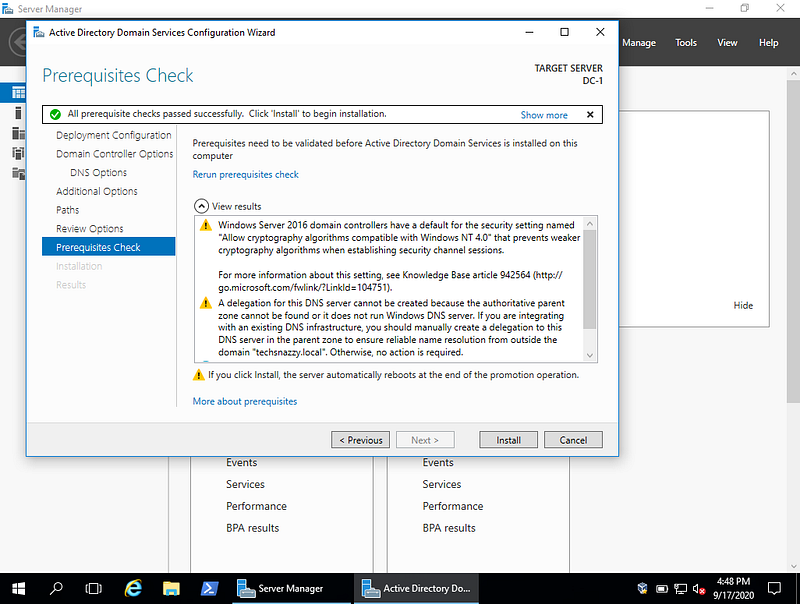 Server Manager
Manage Tools View Help
Active Directory Domain Services Configuration Wizard
Prerequisites Check
TARGET SERVER
DC-1
All prerequisite checks passed successfully. Click 'Install' to begin installation.
Show more
Deployment Configuration
Domain Controller Options
DNS Options
Additional Options
Paths
Review Options
Prerequisites Check
Installation
Results
Prerequisites need to be validated before Active Directory Domain Services is installed on this
computer
Rerun prerequisites check
View results
Windows Server 2016 domain controllers have a default for the security setting named
"Allow cryptography algorithms compatible with Windows NT 4.0" that prevents weaker
cryptography algorithms when establishing security channel sessions.
For more information about this setting, see Knowledge Base article 942564 (http://
go.microsoft.com/fwlink/?LinkId=104751).
A delegation for this DNS server cannot be created because the authoritative parent
zone cannot be found or it does not run Windows DNS server. If you are integrating
with an existing DNS infrastructure, you should manually create a delegation to this
DNS server in the parent zone to ensure reliable name resolution from outside the
domain "techsnazzy.local". Otherwise, no action is required.
If you click Install, the server automatically reboots at the end of the promotion operation.
More about prerequisites
< Previous
Next >
Install
Cancel
Hide
Events
Services
Performance
BPA results
Events
Services
Performance
BPA results
Server Manager
Active Directory Do...
4:48 PM
9/17/2020